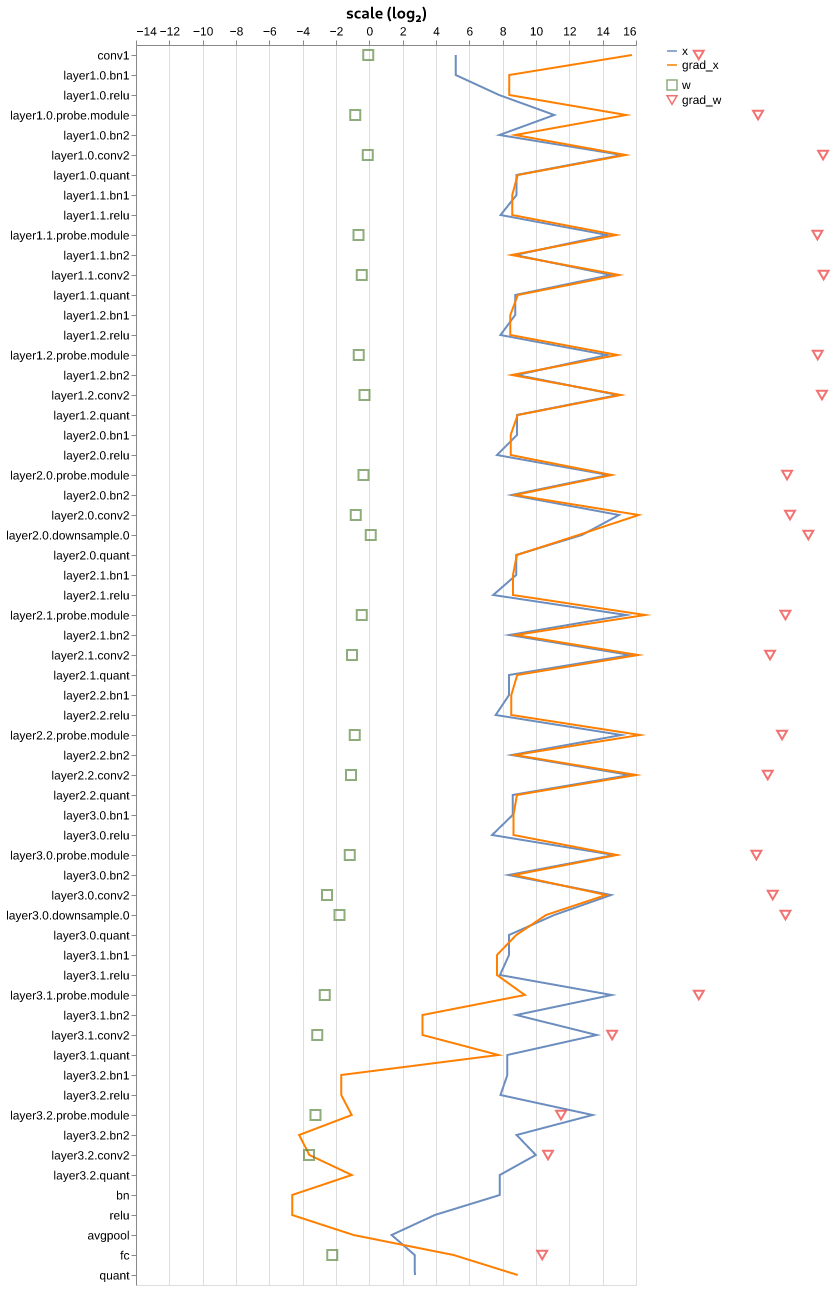 scale (log₂)
−14 −12 −10 −8 −6 −4 −2 0 2 4 6 8 10 12 14 16
x
grad_x
w
grad_w
conv1
layer1.0.bn1
layer1.0.relu
layer1.0.probe.module
layer1.0.bn2
layer1.0.conv2
layer1.0.quant
layer1.1.bn1
layer1.1.relu
layer1.1.probe.module
layer1.1.bn2
layer1.1.conv2
layer1.1.quant
layer1.2.bn1
layer1.2.relu
layer1.2.probe.module
layer1.2.bn2
layer1.2.conv2
layer1.2.quant
layer2.0.bn1
layer2.0.relu
layer2.0.probe.module
layer2.0.bn2
layer2.0.conv2
layer2.0.downsample.0
layer2.0.quant
layer2.1.bn1
layer2.1.relu
layer2.1.probe.module
layer2.1.bn2
layer2.1.conv2
layer2.1.quant
layer2.2.bn1
layer2.2.relu
layer2.2.probe.module
layer2.2.bn2
layer2.2.conv2
layer2.2.quant
layer3.0.bn1
layer3.0.relu
layer3.0.probe.module
layer3.0.bn2
layer3.0.conv2
layer3.0.downsample.0
layer3.0.quant
layer3.1.bn1
layer3.1.relu
layer3.1.probe.module
layer3.1.bn2
layer3.1.conv2
layer3.1.quant
layer3.2.bn1
layer3.2.relu
layer3.2.probe.module
layer3.2.bn2
layer3.2.conv2
layer3.2.quant
bn
relu
avgpool
fc
quant